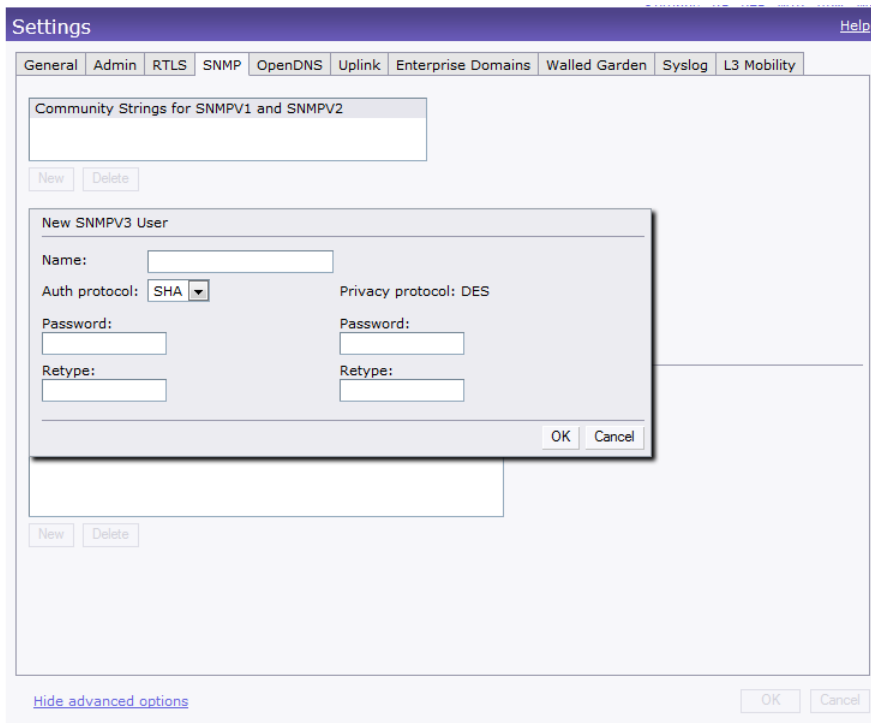 Settings
Help
General Admin RTLS SNMP OpenDNS Uplink Enterprise Domains Walled Garden Syslog L3 Mobility
Community Strings for SNMPV1 and SNMPV2
New Delete
New SNMPV3 User
Name:
Auth protocol: SHA Privacy protocol: DES
Password: Password:
Retype: Retype:
OK Cancel
New Delete
Hide advanced options
OK Cancel